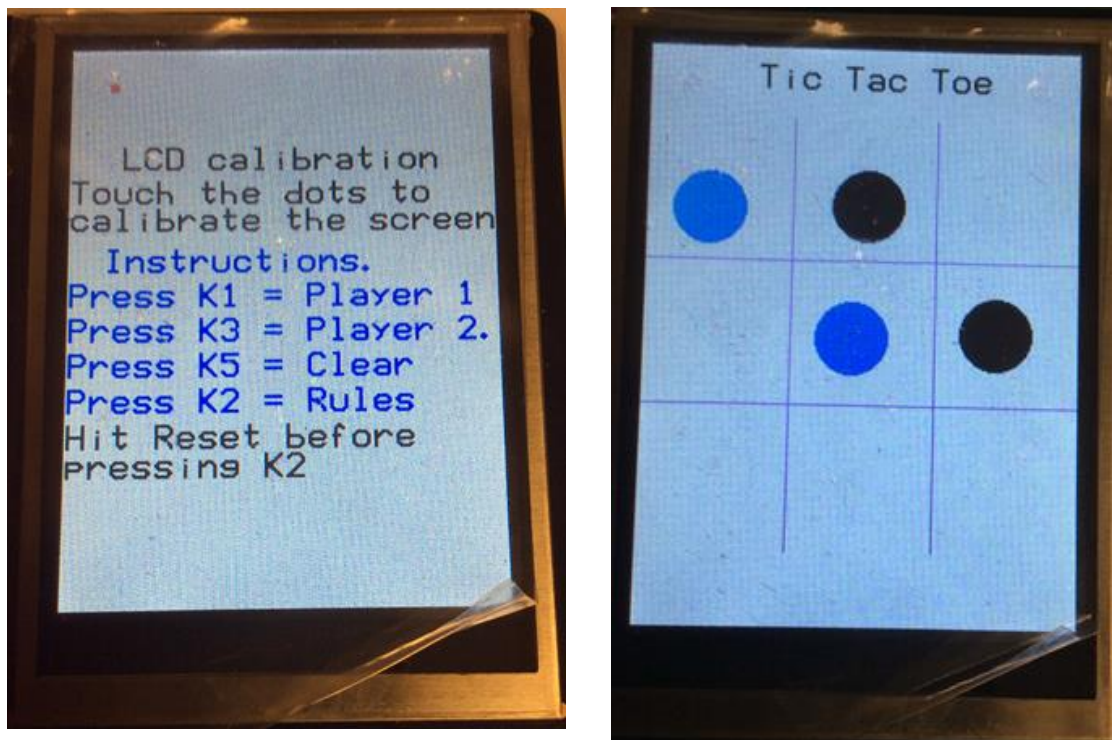 LCD calibration
Touch the dots to
calibrate the screen
Instructions.
Press K1 = Player 1
Press K3 = Player 2.
Press K5 = Clear
Press K2 = Rules
Hit Reset before
pressing K2
Tic Tac Toe